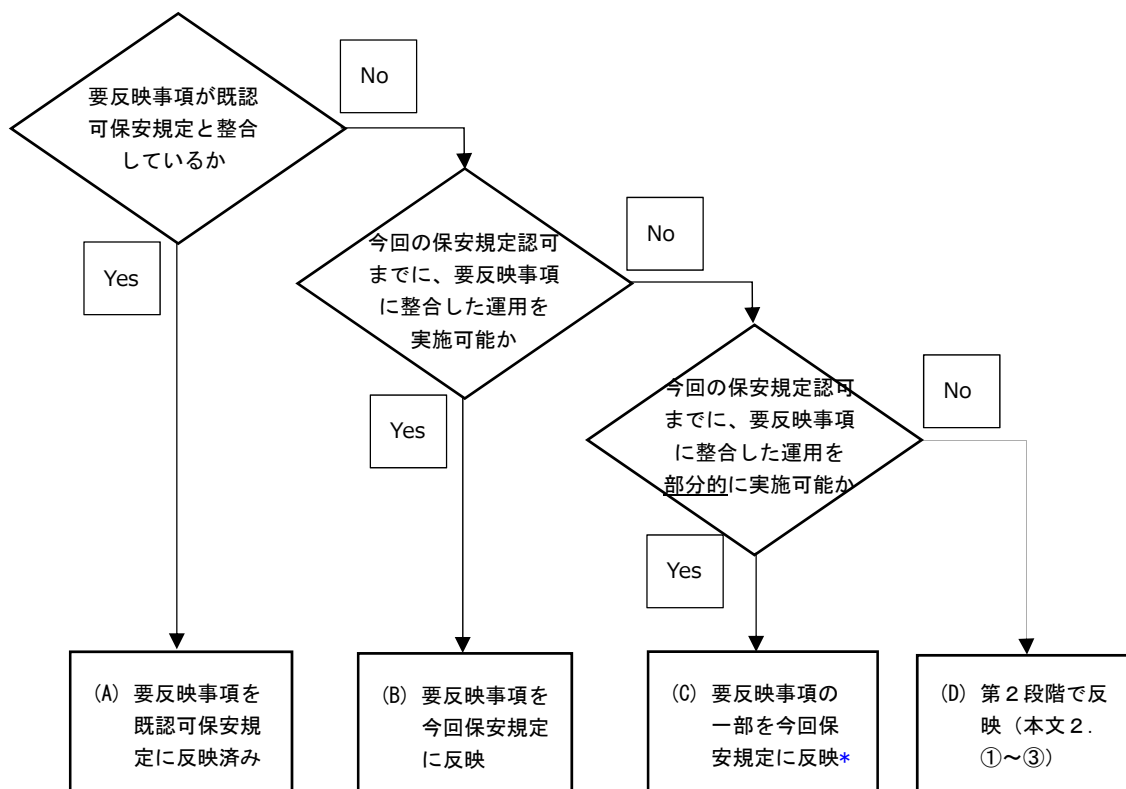 要反映事項が既認
可保安規定と整合
しているか
No
Yes
今回の保安規定認可
までに、要反映事項
に整合した運用を
実施可能か
No
Yes
今回の保安規定認可
までに、要反映事項
に整合した運用を
部分的に実施可能か
No
Yes
(A) 要反映事項を
既認可保安規
定に反映済み
(B) 要反映事項を
今回保安規定
に反映
(C) 要反映事項の
一部を今回保
安規定に反映*
(D) 第２段階で反
映（本文２.
①～③）